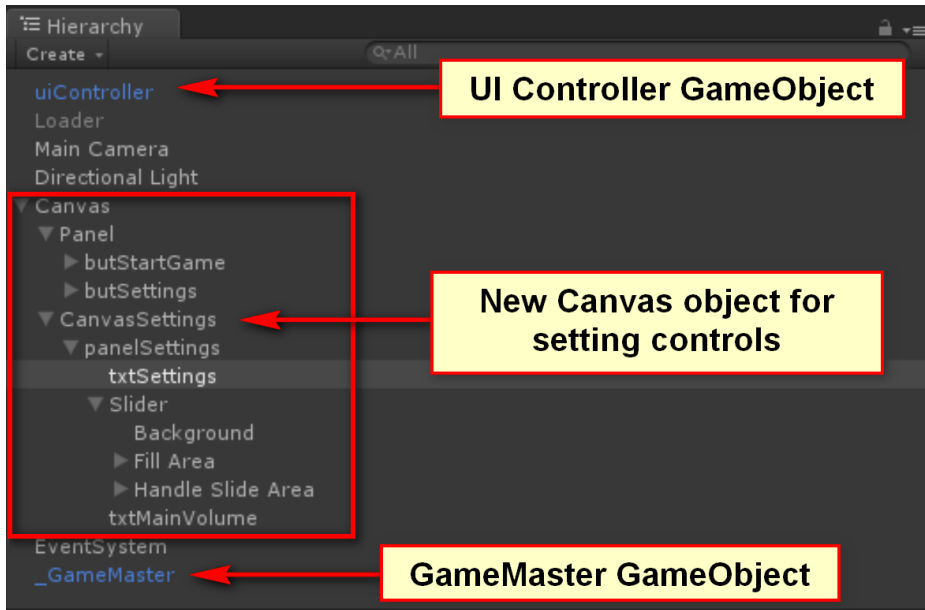 Hierarchy
Create
All
uiController
UI Controller GameObject
Loader
Main Camera
Directional Light
Canvas
Panel
butStartGame
butSettings
New Canvas object for
setting controls
CanvasSettings
panelSettings
txtSettings
Slider
Background
Fill Area
Handle Slide Area
txtMainVolume
EventSystem
_GameMaster
GameMaster GameObject